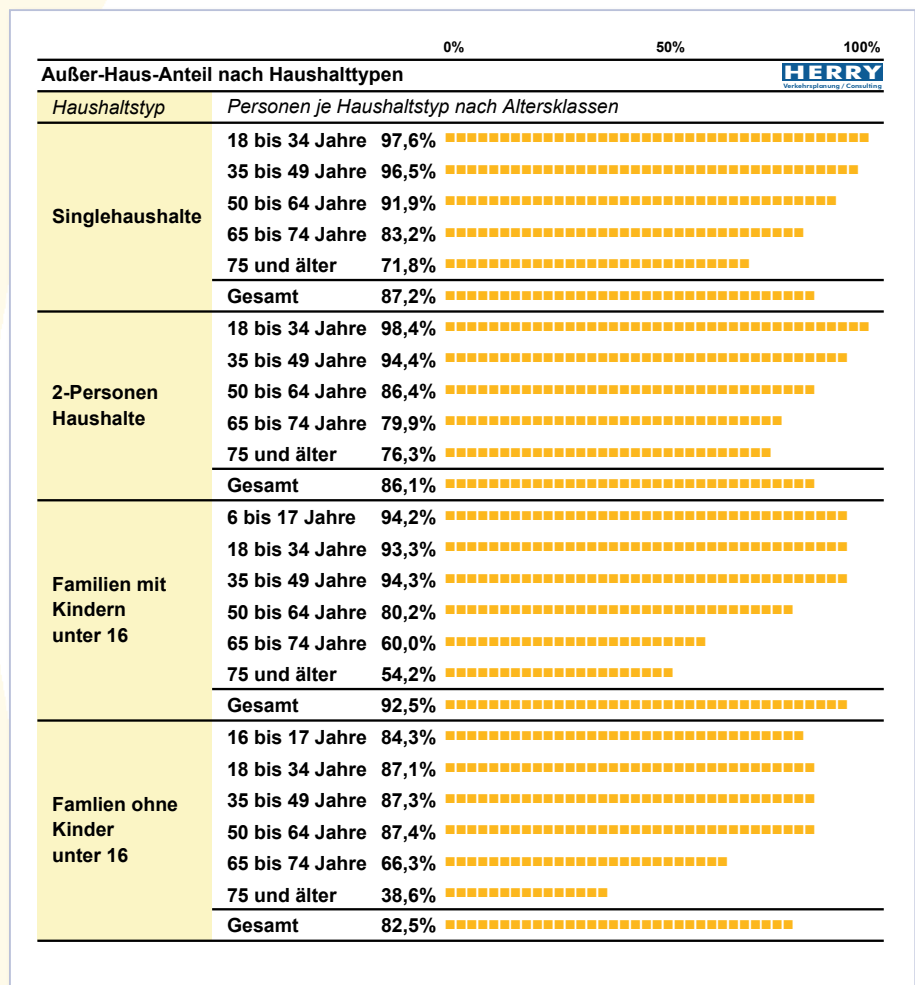 0% 50% 100%
Außer-Haus-Anteil nach Haushalttypen HERRY
Verkehrsplanung / Consulting
Haushaltstyp Personen je Haushaltstyp nach Altersklassen
Singlehaushalte
18 bis 34 Jahre 97,6%
35 bis 49 Jahre 96,5%
50 bis 64 Jahre 91,9%
65 bis 74 Jahre 83,2%
75 und älter 71,8%
Gesamt 87,2%
2-Personen
Haushalte
18 bis 34 Jahre 98,4%
35 bis 49 Jahre 94,4%
50 bis 64 Jahre 86,4%
65 bis 74 Jahre 79,9%
75 und älter 76,3%
Gesamt 86,1%
Familien mit
Kindern
unter 16
6 bis 17 Jahre 94,2%
18 bis 34 Jahre 93,3%
35 bis 49 Jahre 94,3%
50 bis 64 Jahre 80,2%
65 bis 74 Jahre 60,0%
75 und älter 54,2%
Gesamt 92,5%
Famlien ohne
Kinder
unter 16
16 bis 17 Jahre 84,3%
18 bis 34 Jahre 87,1%
35 bis 49 Jahre 87,3%
50 bis 64 Jahre 87,4%
65 bis 74 Jahre 66,3%
75 und älter 38,6%
Gesamt 82,5%